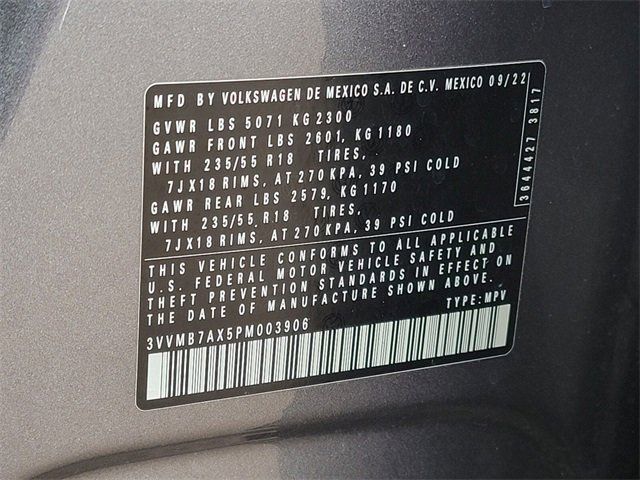 MFD BY VOLKSWAGEN DE MEXICO S.A. DE C.V. MEXICO 09/22
GVWR LBS 5071 KG 2300
GAWR FRONT LBS 2601, KG 1180
WITH 235/55 R18 TIRES,
7JX18 RIMS, AT 270 KPA, 39 PSI COLD
GAWR REAR LBS 2579, KG 1170
WITH 235/55 R18 TIRES,
7JX18 RIMS, AT 270 KPA, 39 PSI COLD
THIS VEHICLE CONFORMS TO ALL APPLICABLE
U.S. FEDERAL MOTOR VEHICLE SAFETY AND
THEFT PREVENTION STANDARDS IN EFFECT ON
THE DATE OF MANUFACTURE SHOWN ABOVE
3VVMB7AX5PM003906 TYPE: MPV
3644427 3817